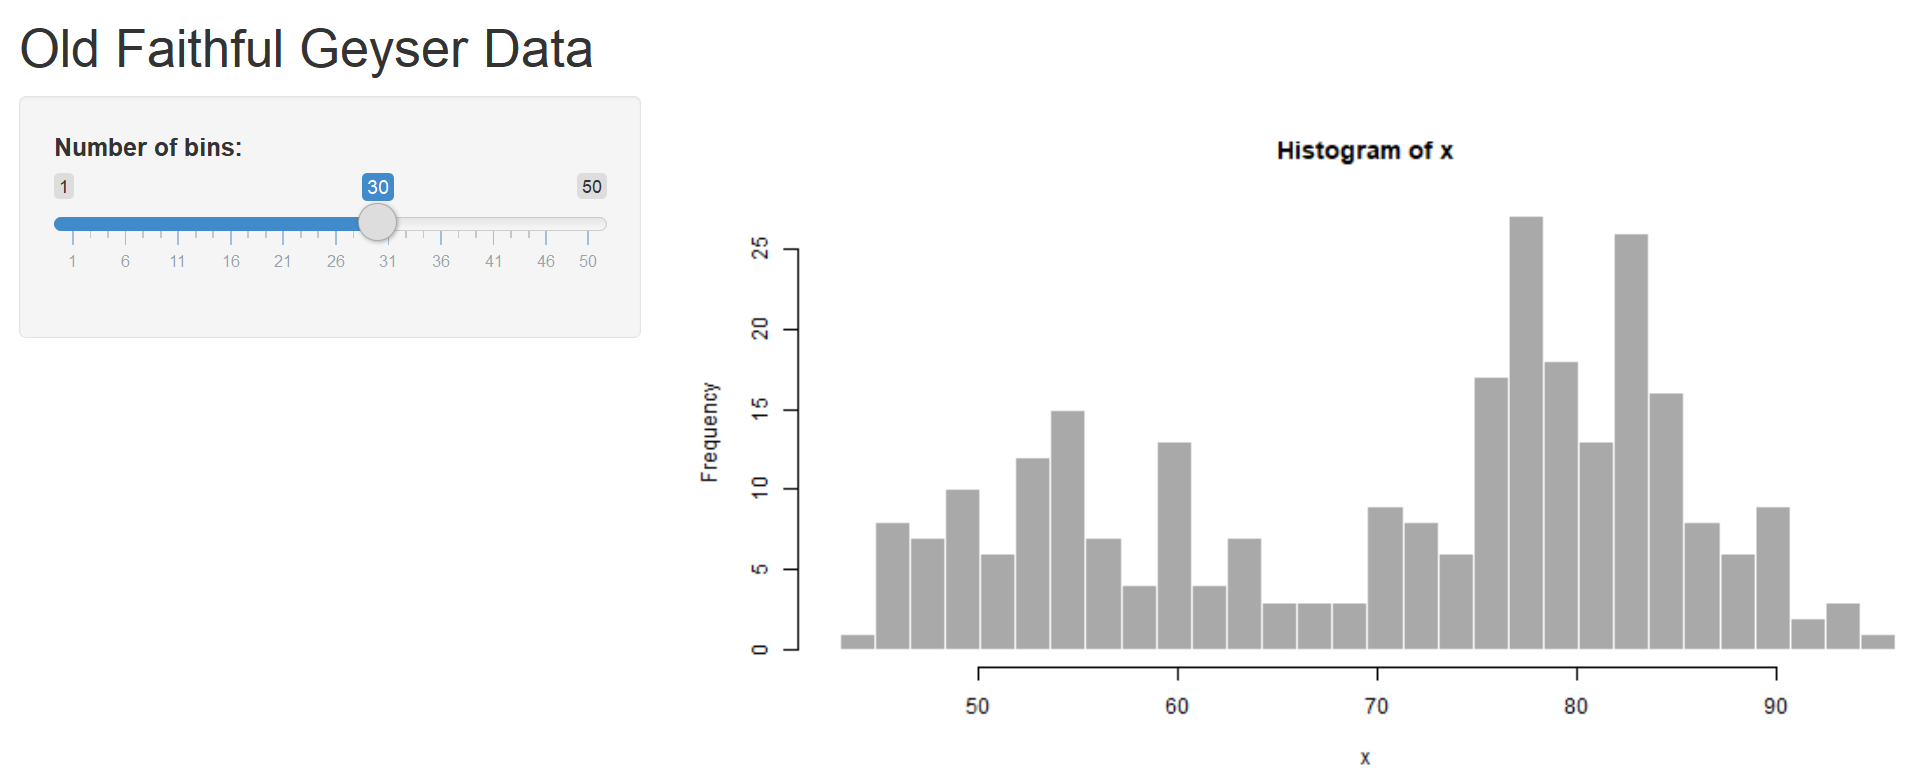 Old Faithful Geyser Data
Number of bins:
1 30 50
1 6 11 16 21 26 31 36 41 46 50
Histogram of x
Frequency
25
20
15
10
5
0
50 60 70 80 90
x